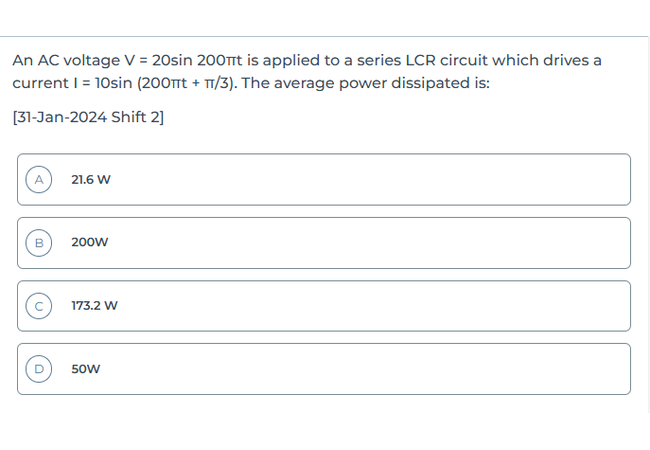 An AC voltage V = 20sin 200πt is applied to a series LCR circuit which drives a
current I = 10sin (200πt + π/3). The average power dissipated is:
[31-Jan-2024 Shift 2]
A 21.6 W
B 200W
C 173.2 W
D 50W